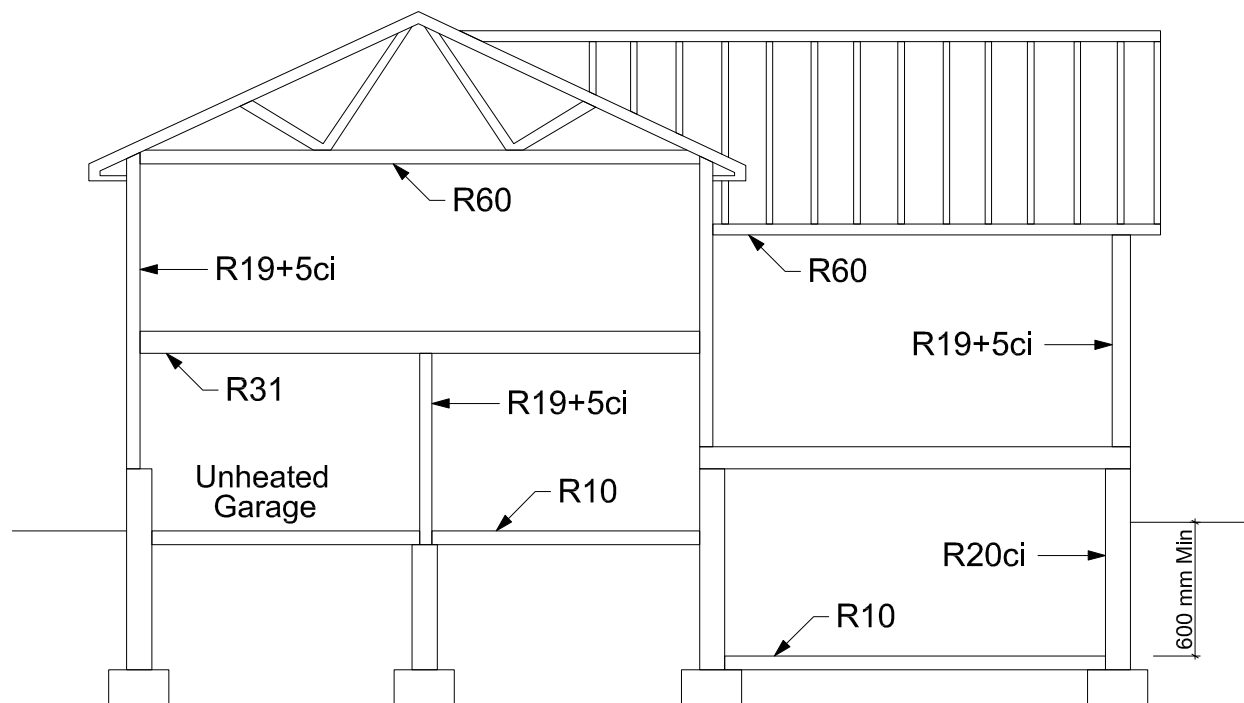 R60
R19+5ci
R60
R19+5ci
R31
R19+5ci
Unheated
Garage
R10
R20ci
600 mm Min
R10